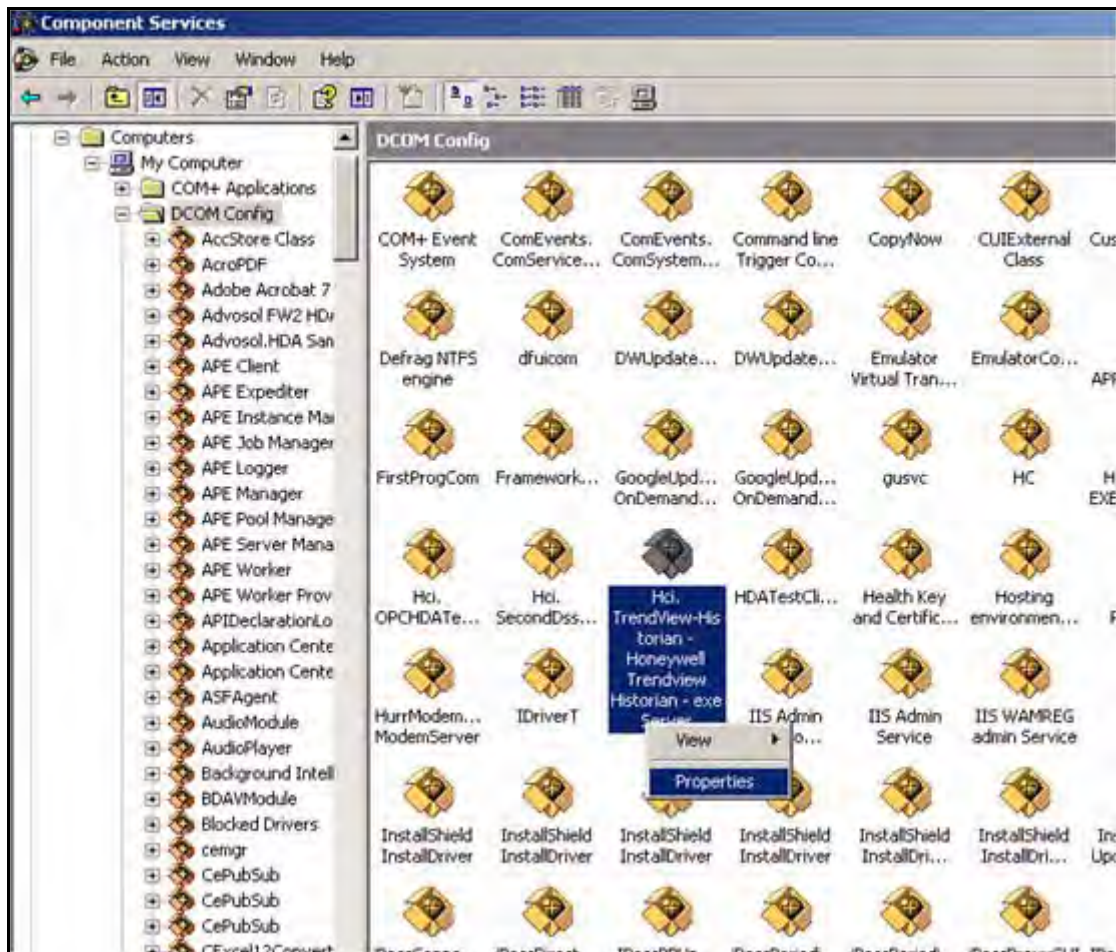 Component Services
File Action View Window Help
Computers
My Computer
COM+ Applications
DCOM Config
AccStore Class
AcroPDF
Adobe Acrobat 7
Advosol FW2 HD
Advosol.HDA San
APE Client
APE Expediter
APE Instance Ma
APE Job Manager
APE Logger
APE Manager
APE Pool Manage
APE Server Mana
APE Worker
APE Worker Prov
APIDeclarationLo
Application Cente
Application Cente
ASFAgent
AudioModule
AudioPlayer
Background Intell
BDAVModule
Blocked Drivers
cemgr
CePubSub
CePubSub
CePubSub
CExcel12Convert
DCOM Config
COM+ Event ComEvents. ComEvents. Command line CopyNow CUIExternal Cus
System ComService... ComSystem... Trigger Co... Class
Defrag NTFS dfuicom DWUpdate... DWUpdate... Emulator EmulatorCo...
engine Virtual Tran...
FirstProgCom Framework... GoogleUpd... GoogleUpd... gusvc HC
OnDemand... OnDemand...
Hci. Hci. Hci. HDATestCli... Health Key Hosting
OPCHDATe... SecondDss... TrendView-His and Certific... environmen...
torian -
Honeywell
Trendview
Historian - exe
Server
HurrModem... IDriverT IIS Admin IIS Admin IIS WAMREG
ModemServer o... Service admin Service
View
Properties
InstallShield InstallShield InstallShield InstallShield InstallShield InstallShield
InstallDriver InstallDriver InstallDriver InstallDriver InstallDri... InstallDri...